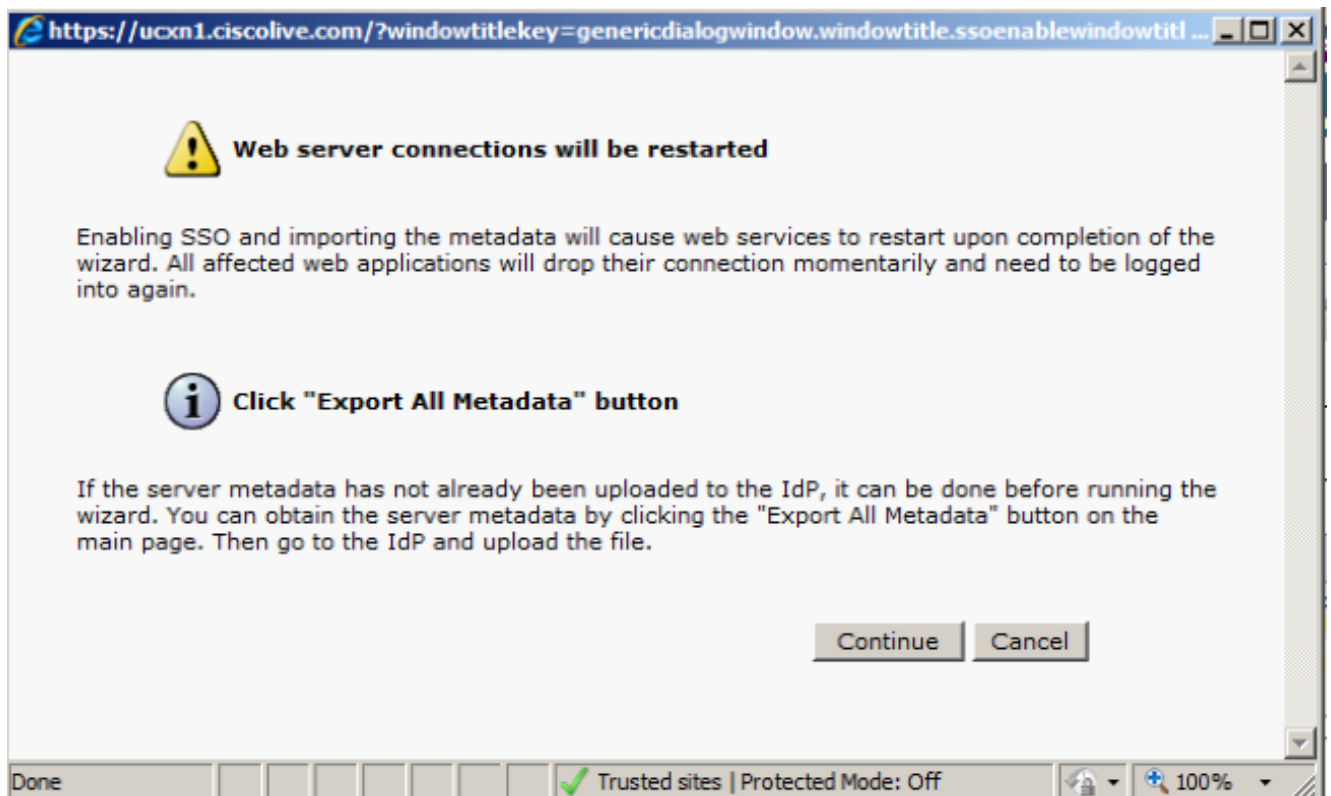 https://ucxn1.ciscolive.com/?windowtitlekey=genericdialogwindow.windowtitle.ssoenablewindowtitl ...
Web server connections will be restarted
Enabling SSO and importing the metadata will cause web services to restart upon completion of the
wizard. All affected web applications will drop their connection momentarily and need to be logged
into again.
Click "Export All Metadata" button
If the server metadata has not already been uploaded to the IdP, it can be done before running the
wizard. You can obtain the server metadata by clicking the "Export All Metadata" button on the
main page. Then go to the IdP and upload the file.
Continue Cancel
Done Trusted sites | Protected Mode: Off 100%